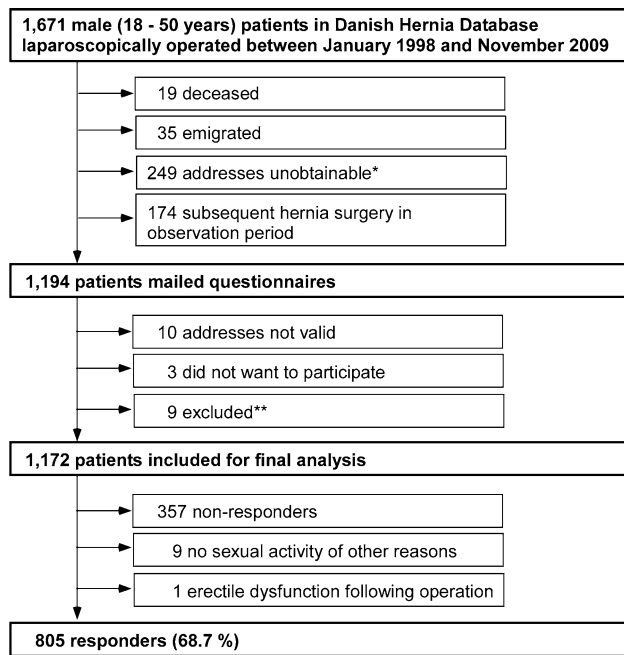 1,671 male (18 - 50 years) patients in Danish Hernia Database
laparoscopically operated between January 1998 and November 2009
19 deceased
35 emigrated
249 addresses unobtainable*
174 subsequent hernia surgery in
observation period
1,194 patients mailed questionnaires
10 addresses not valid
3 did not want to participate
9 excluded**
1,172 patients included for final analysis
357 non-responders
9 no sexual activity of other reasons
1 erectile dysfunction following operation
805 responders (68.7 %)